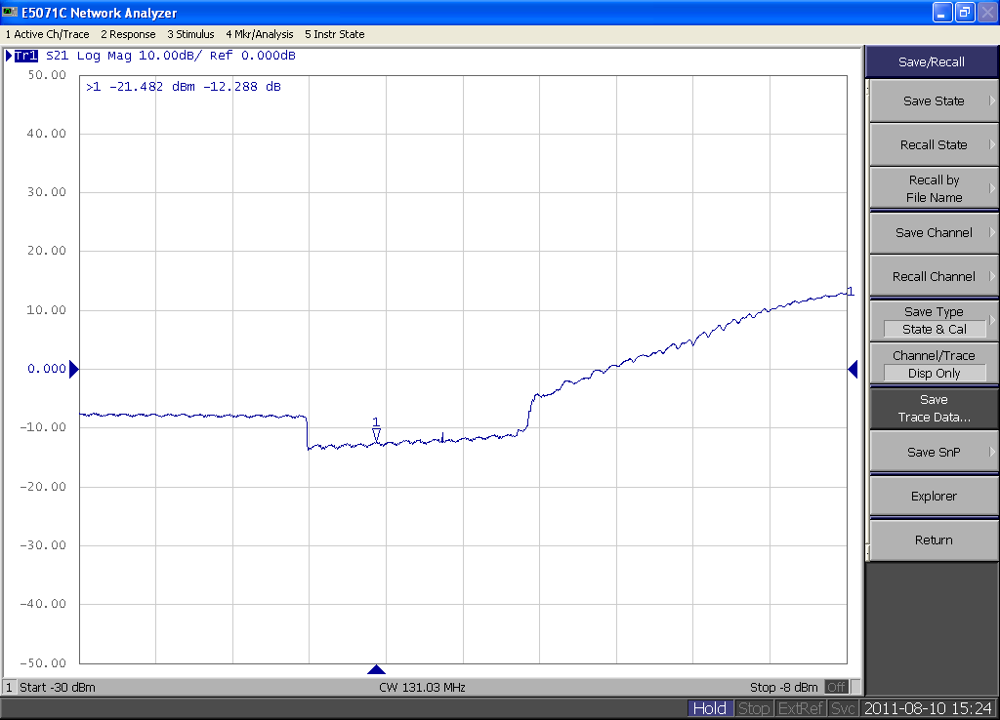 E5071C Network Analyzer
1 Active Ch/Trace 2 Response 3 Stimulus 4 Mkr/Analysis 5 Instr State
Tr1 S21 Log Mag 10.00dB/ Ref 0.000dB
50.00
>1 -21.482 dBm -12.288 dB
40.00
30.00
20.00
10.00
1
0.000
-10.00
1
-20.00
-30.00
-40.00
-50.00
1 Start -30 dBm
CW 131.03 MHz
Stop -8 dBm Off
Save/Recall
Save State
Recall State
Recall by
File Name
Save Channel
Recall Channel
Save Type
State & Cal
Channel/Trace
Disp Only
Save
Trace Data...
Save SnP
Explorer
Return
Hold Stop ExtRef Svc 2011-08-10 15:24